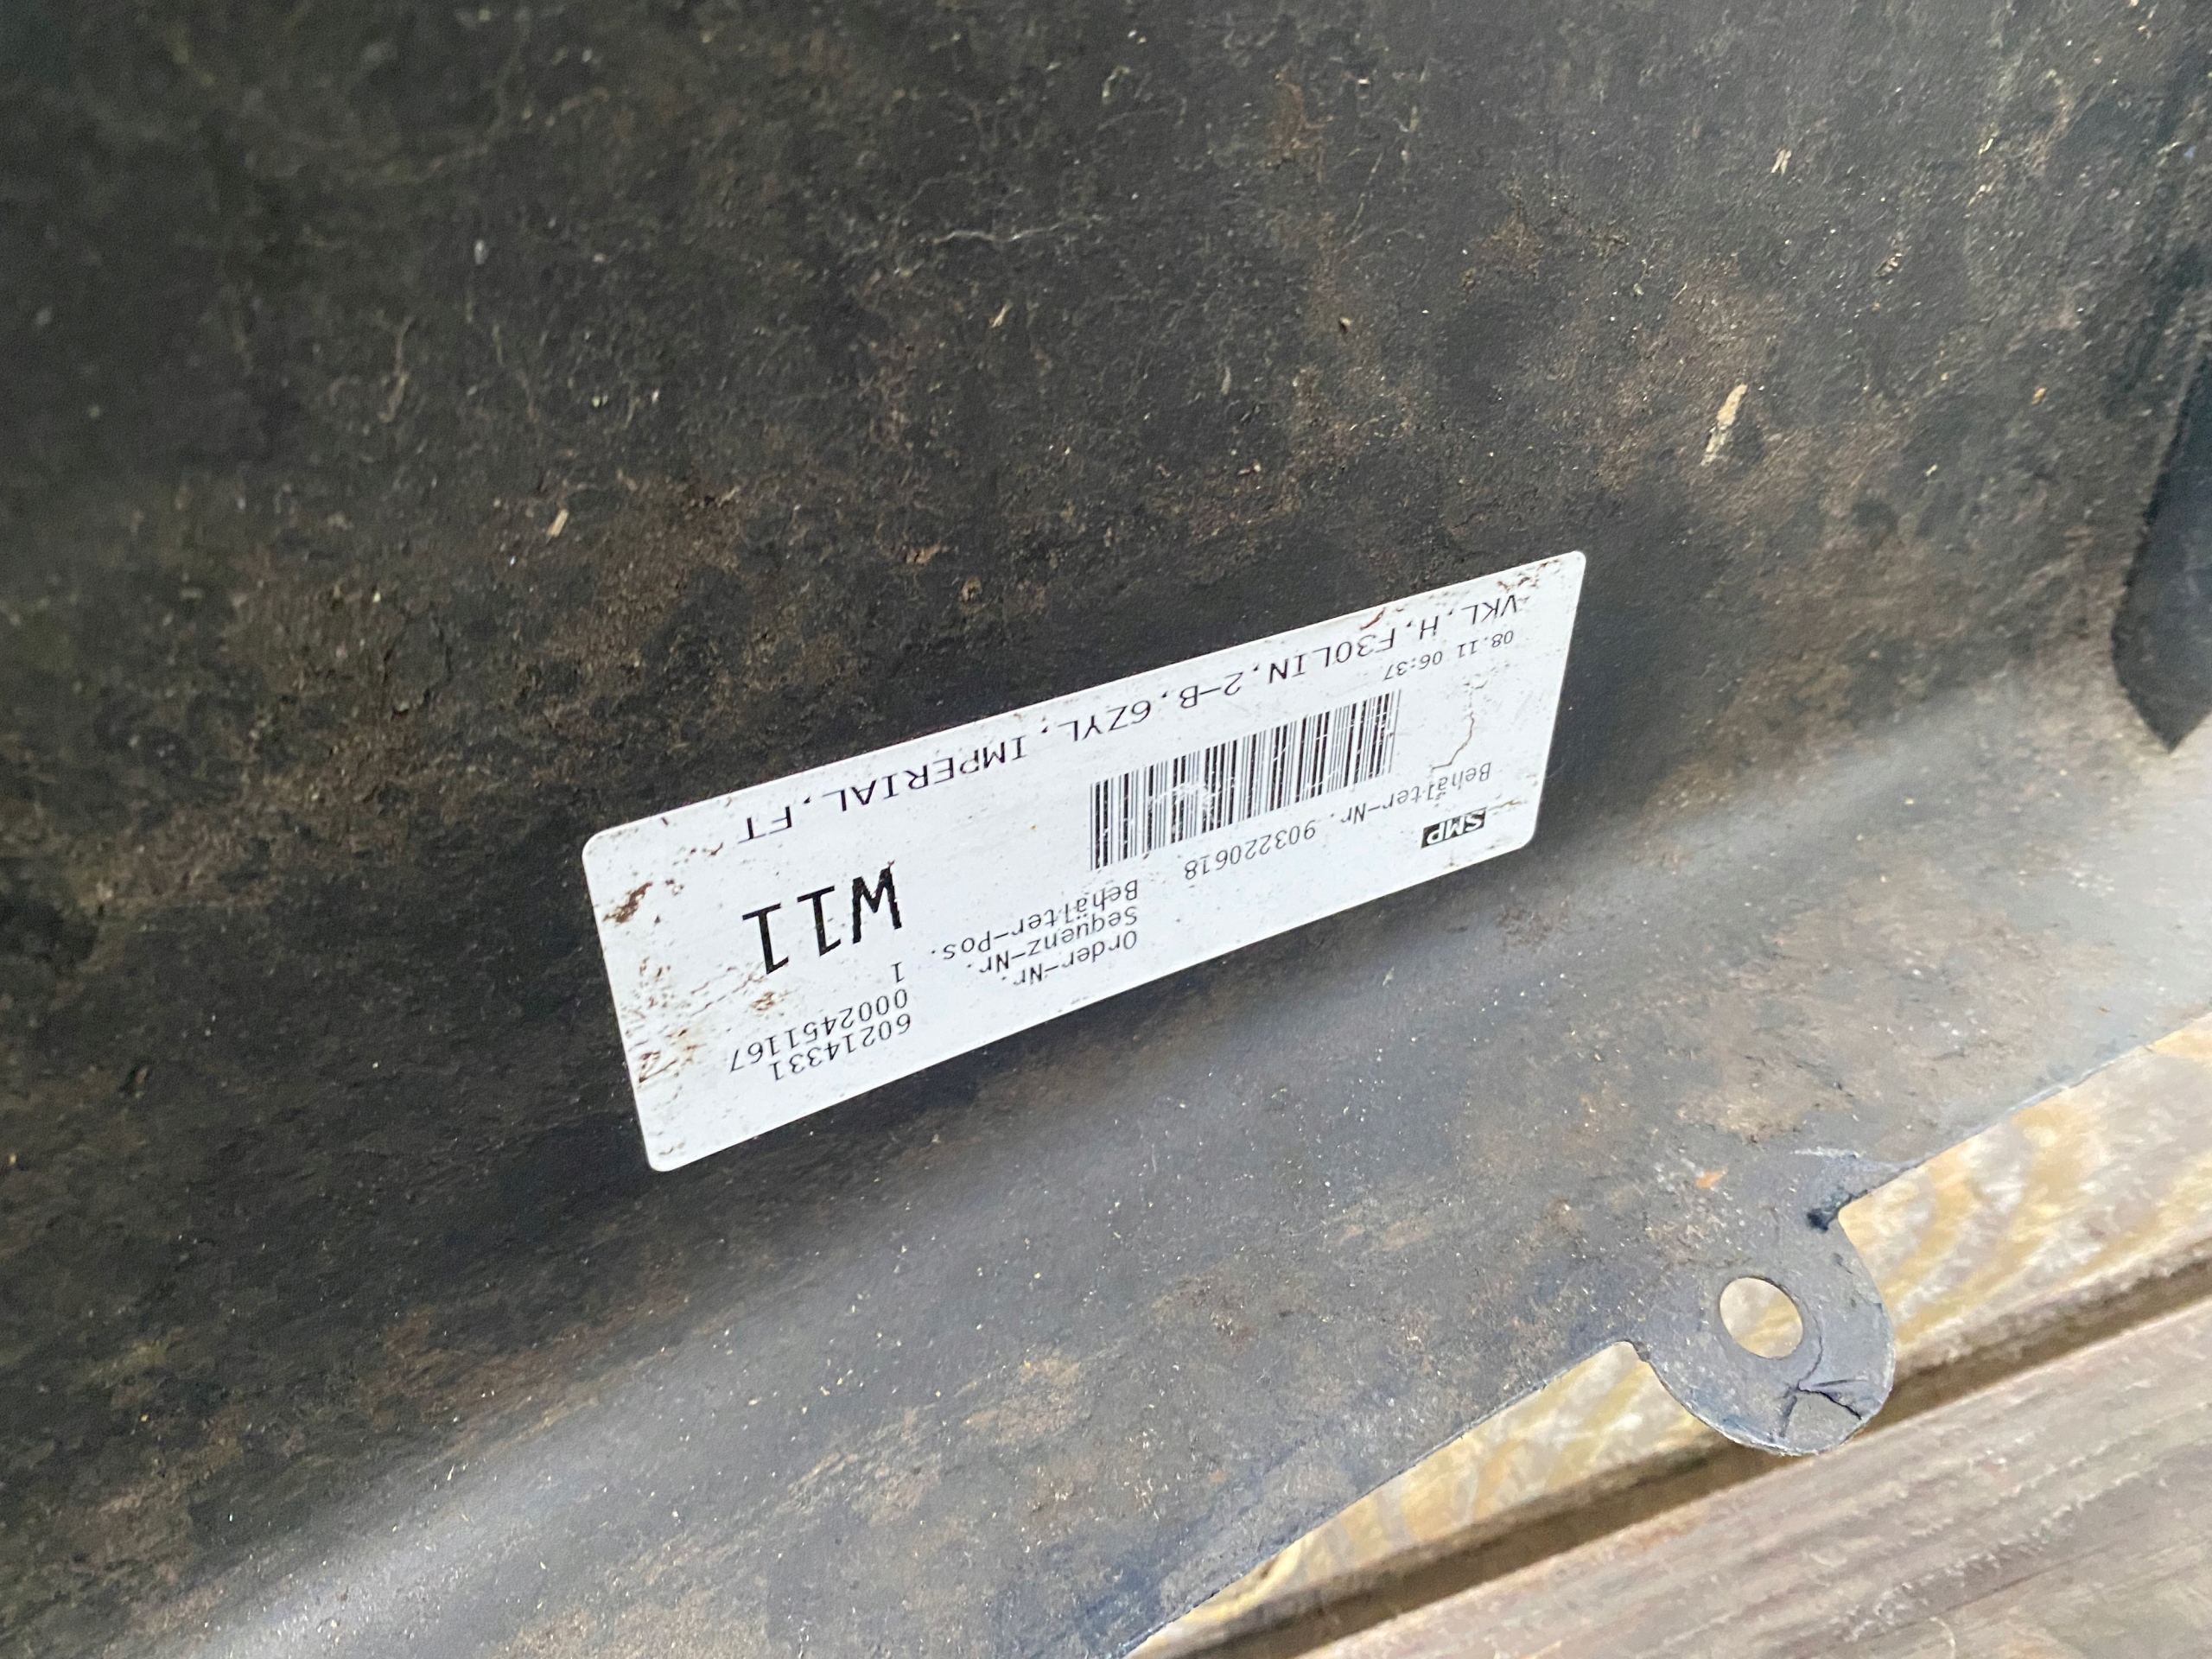 SMP
Behälter-Nr. 903220618
08.11 06:37
Order-Nr. 60214331
Sequenz-Nr. 0002451167
Behälter-Pos. 1
W11
VKL.H.F30LIN.2-B.6ZYL.IMPERIAL.FT